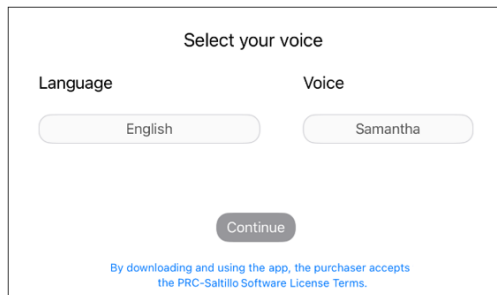 Select your voice
Language
Voice
English
Samantha
Continue
By downloading and using the app, the purchaser accepts
the PRC-Saltillo Software License Terms.